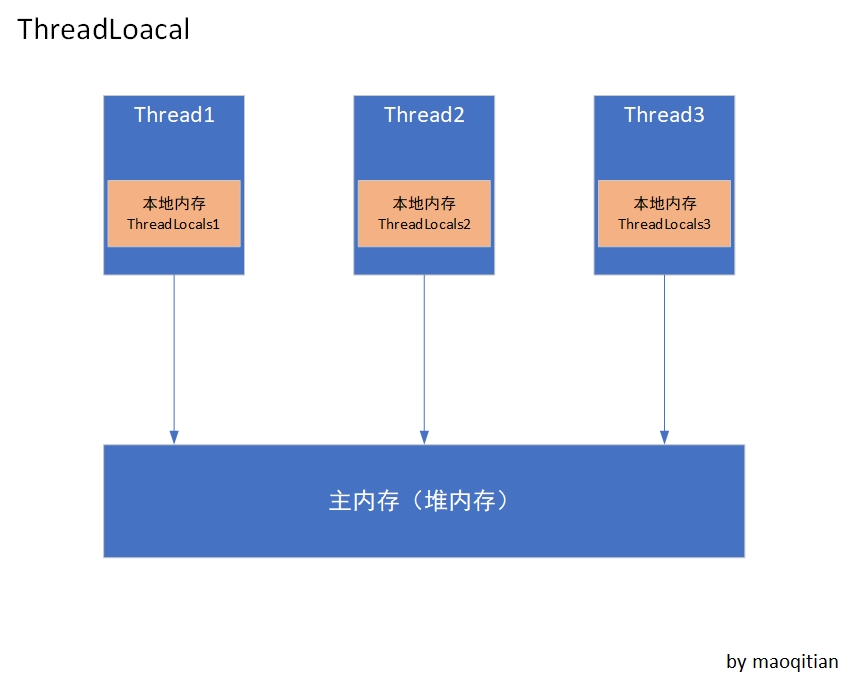 ThreadLoacal
Thread1
Thread2
Thread3
本地内存
ThreadLocals1
本地内存
ThreadLocals2
本地内存
ThreadLocals3
主内存（堆内存）
by maoqitian